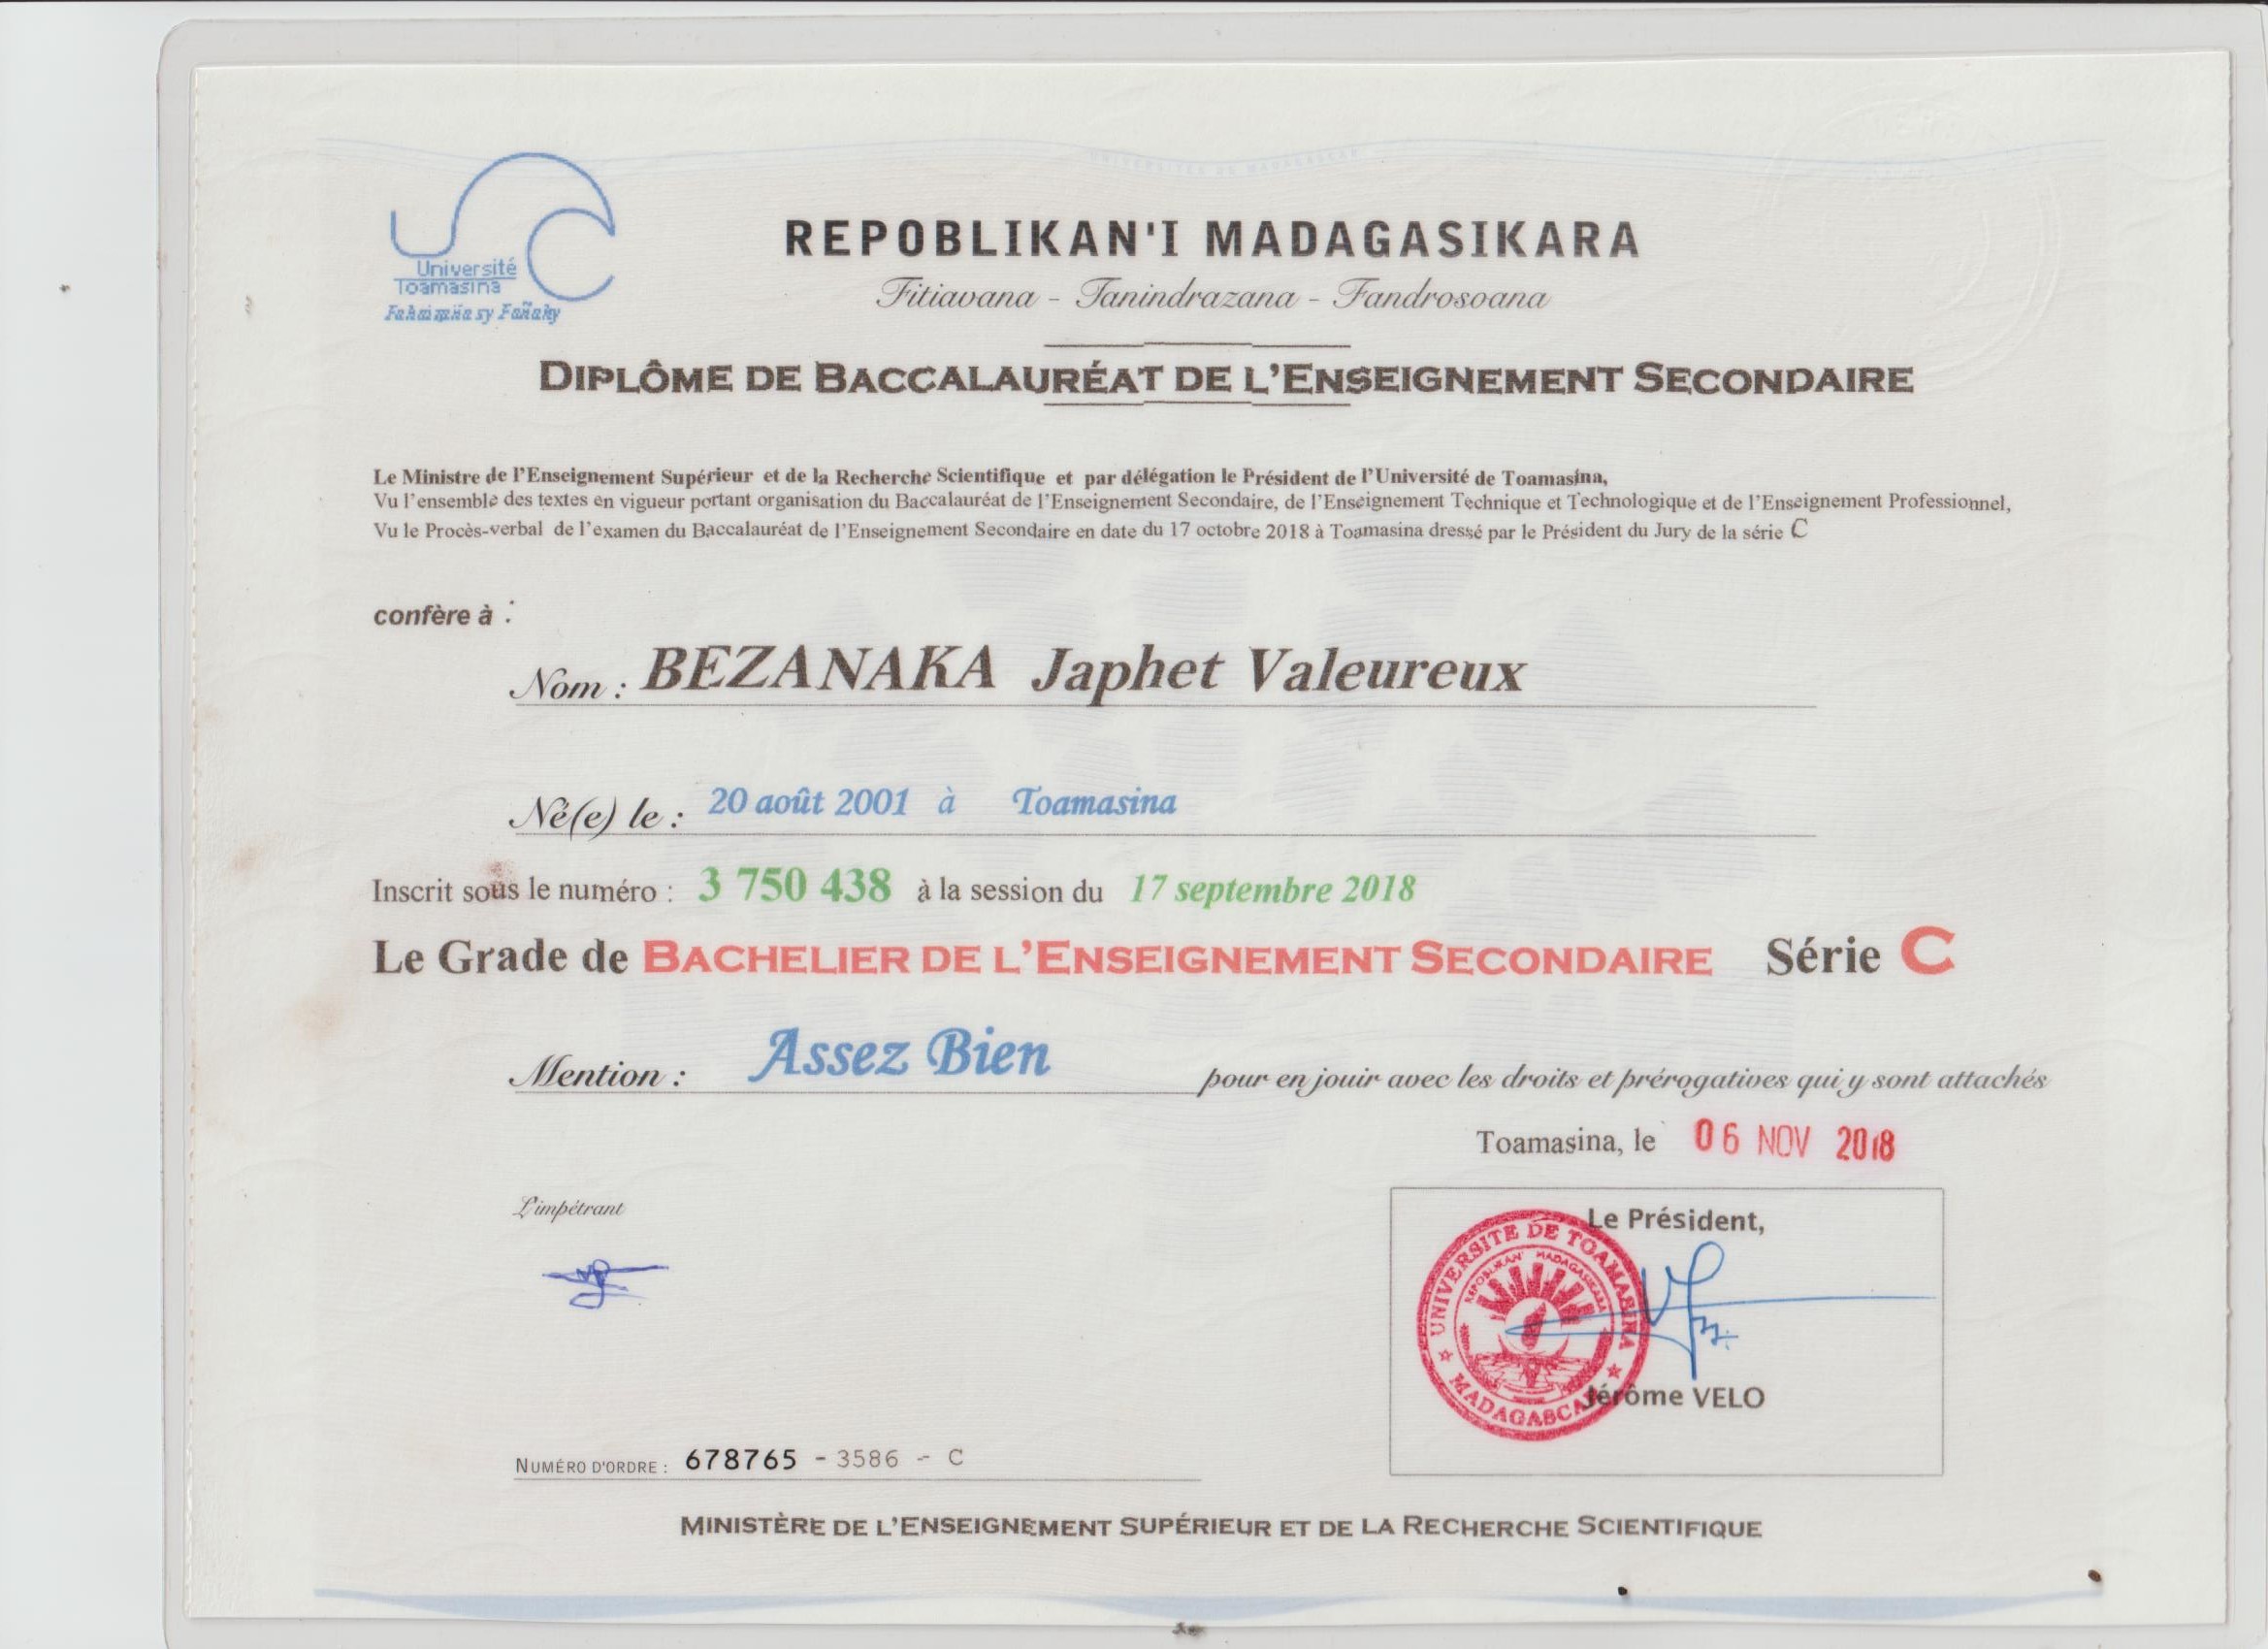 UNIVERSITÉS DE MADAGASCAR
Université
Toamasina
REPOBLIKAN'I MADAGASIKARA
Fitiavana - Tanindrazana - Fandrosoana
DIPLÔME DE BACCALAURÉAT DE L'ENSEIGNEMENT SECONDAIRE
Le Ministre de l'Enseignement Supérieur et de la Recherche Scientifique et par délégation le Président de l'Université de Toamasina,
Vu l'ensemble des textes en vigueur portant organisation du Baccalauréat de l'Enseignement Secondaire, de l'Enseignement Technique et Technologique et de l'Enseignement Professionnel,
Vu le Procès-verbal de l'examen du Baccalauréat de l'Enseignement Secondaire en date du 17 octobre 2018 à Toamasina dressé par le Président du Jury de la série C
confère à :
Nom : BEZANAKA Japhet Valeureux
Né(e) le : 20 août 2001 à Toamasina
Inscrit sous le numéro : 3 750 438 à la session du 17 septembre 2018
Le Grade de BACHELIER DE L'ENSEIGNEMENT SECONDAIRE Série C
Mention : Assez Bien pour en jouir avec les droits et prérogatives qui y sont attachés
Toamasina, le 06 NOV 2018
L'impétrant
Le Président,
UNIVERSITE DE TOAMASINA
REPOBLIKAN'I MADAGASIKARA
MADAGASCAR
Jérôme VELO
NUMÉRO D'ORDRE : 678765 - 3586 - C
MINISTÈRE DE L'ENSEIGNEMENT SUPÉRIEUR ET DE LA RECHERCHE SCIENTIFIQUE